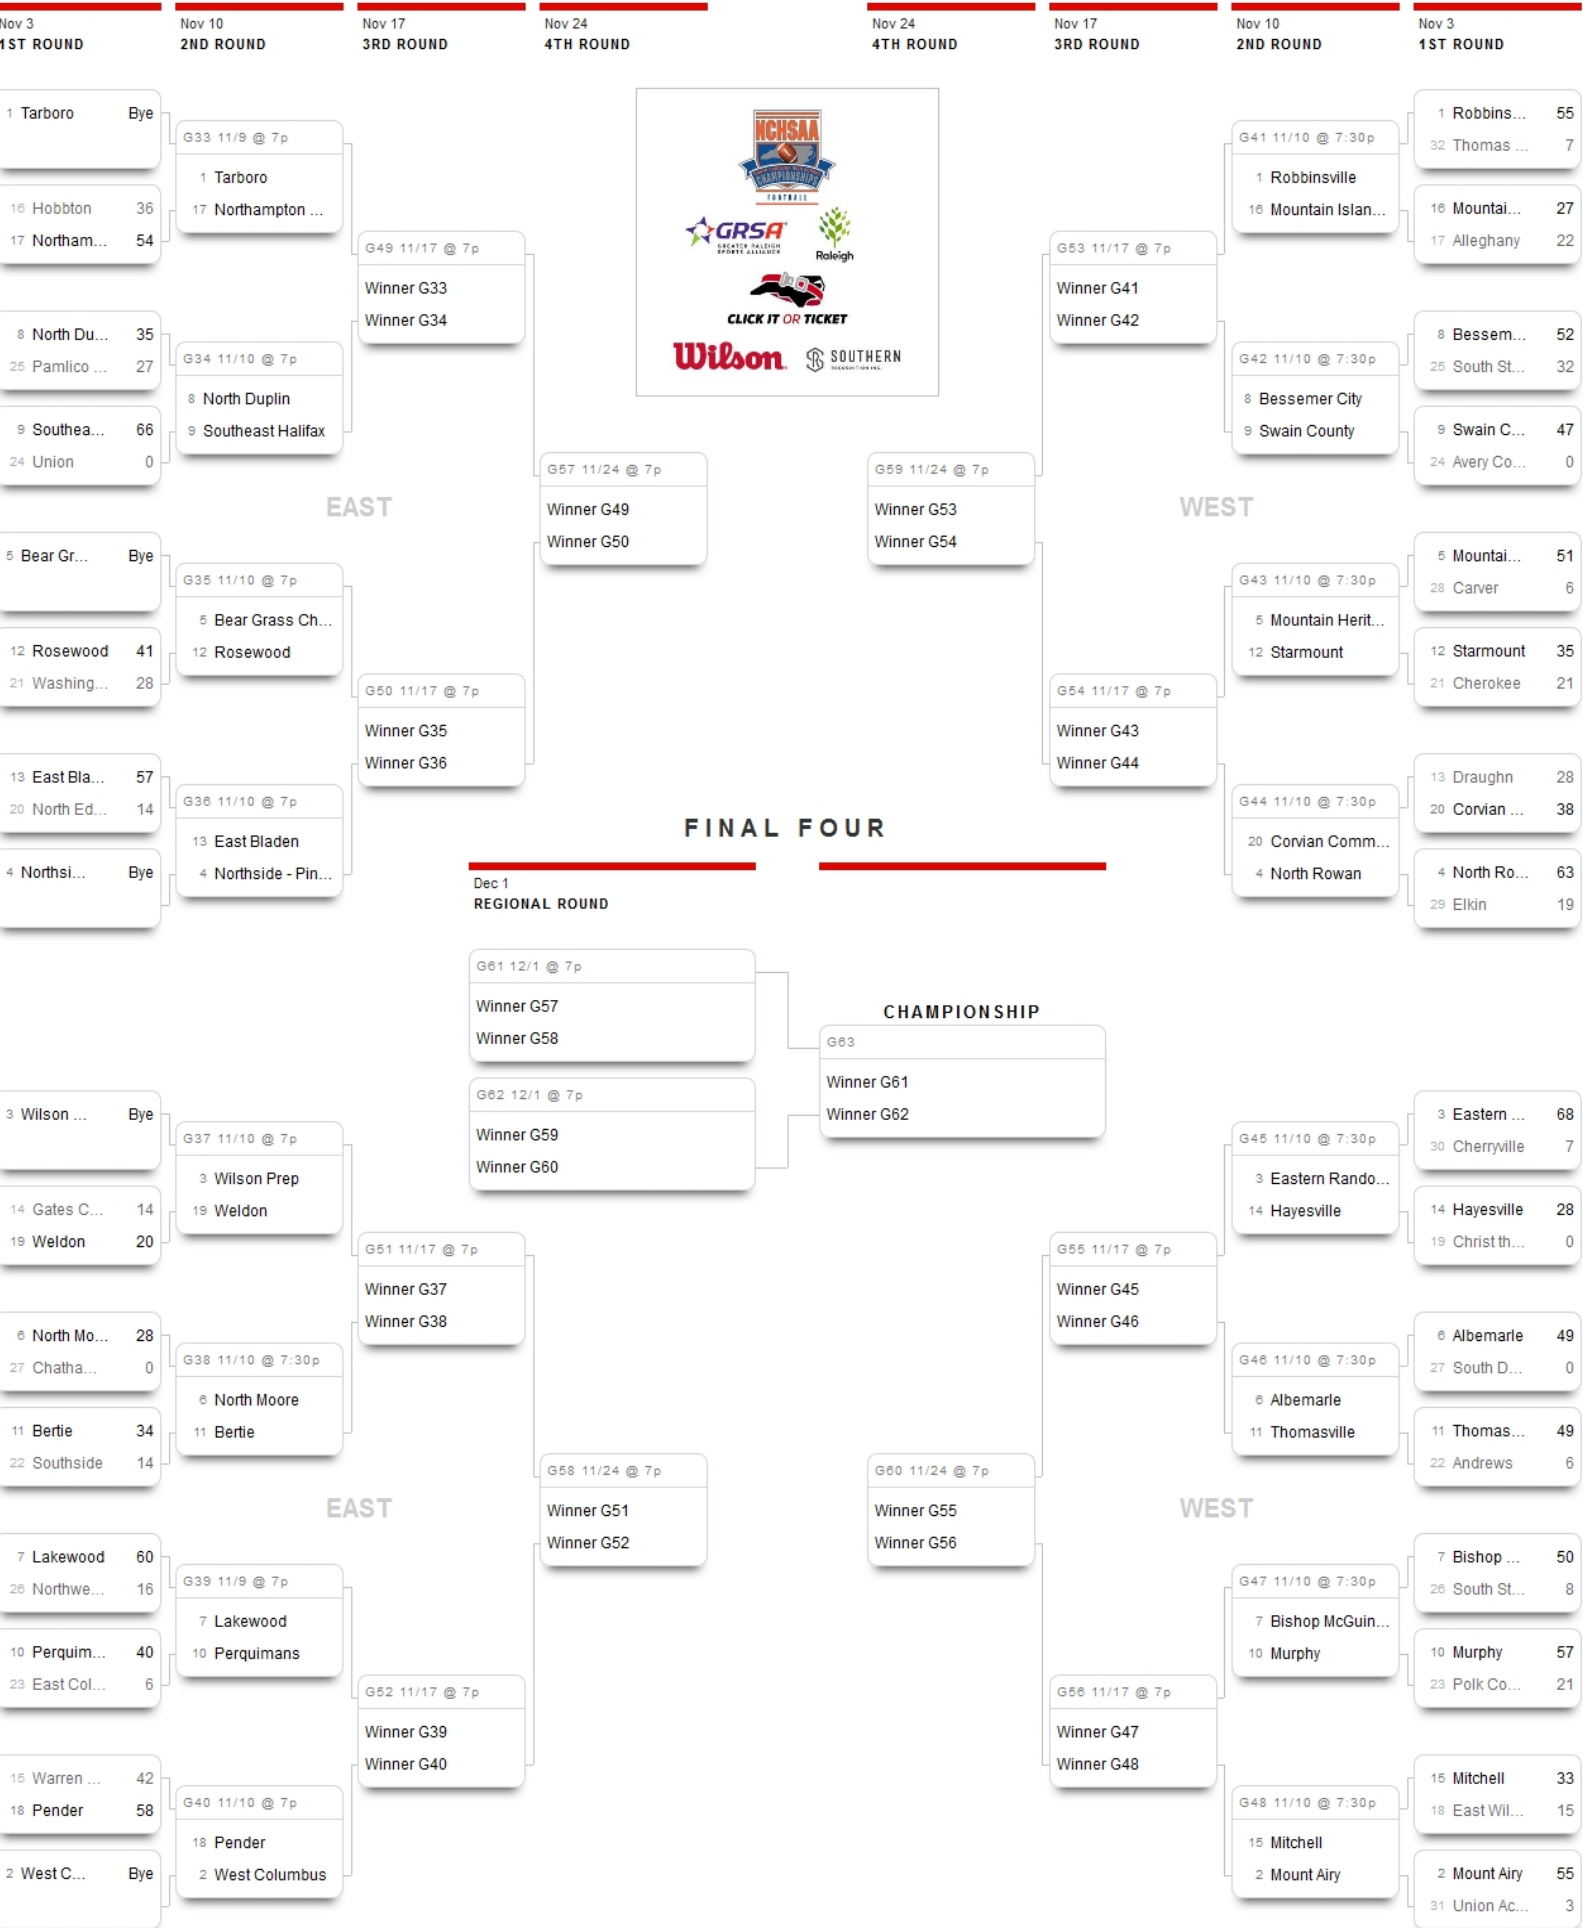 Nov 3
1ST ROUND
Nov 10
2ND ROUND
Nov 17
3RD ROUND
Nov 24
4TH ROUND
Nov 24
4TH ROUND
Nov 17
3RD ROUND
Nov 10
2ND ROUND
Nov 3
1ST ROUND
1 Tarboro Bye
16 Hobbton 36
17 Northam... 54
8 North Du... 35
25 Pamlico ... 27
9 Southea... 66
24 Union 0
5 Bear Gr... Bye
12 Rosewood 41
21 Washing... 28
13 East Bla... 57
20 North Ed... 14
4 Northsi... Bye
G33 11/9 @ 7p
1 Tarboro
17 Northampton ...
G34 11/10 @ 7p
8 North Duplin
9 Southeast Halifax
G35 11/10 @ 7p
5 Bear Grass Ch...
12 Rosewood
G36 11/10 @ 7p
13 East Bladen
4 Northside - Pin...
G49 11/17 @ 7p
Winner G33
Winner G34
EAST
G50 11/17 @ 7p
Winner G35
Winner G36
G57 11/24 @ 7p
Winner G49
Winner G50
NCHSAA
CHAMPIONSHIPS
FOOTBALL
GRSA
GREATER RALEIGH
SPORTS ALLIANCE
Raleigh
CLICK IT OR TICKET
Wilson
SOUTHERN
RECOGNITION INC.
G59 11/24 @ 7p
Winner G53
Winner G54
G53 11/17 @ 7p
Winner G41
Winner G42
WEST
G54 11/17 @ 7p
Winner G43
Winner G44
G41 11/10 @ 7:30p
1 Robbinsville
16 Mountain Islan...
G42 11/10 @ 7:30p
8 Bessemer City
9 Swain County
G43 11/10 @ 7:30p
5 Mountain Herit...
12 Starmount
G44 11/10 @ 7:30p
20 Corvian Comm...
4 North Rowan
1 Robbins... 55
32 Thomas ... 7
16 Mountai... 27
17 Alleghany 22
8 Bessem... 52
25 South St... 32
9 Swain C... 47
24 Avery Co... 0
5 Mountai... 51
28 Carver 6
12 Starmount 35
21 Cherokee 21
13 Draughn 28
20 Corvian ... 38
4 North Ro... 63
29 Elkin 19
FINAL FOUR
Dec 1
REGIONAL ROUND
G61 12/1 @ 7p
Winner G57
Winner G58
G62 12/1 @ 7p
Winner G59
Winner G60
CHAMPIONSHIP
G63
Winner G61
Winner G62
3 Wilson ... Bye
14 Gates C... 14
19 Weldon 20
6 North Mo... 28
27 Chatha... 0
11 Bertie 34
22 Southside 14
7 Lakewood 60
26 Northwe... 16
10 Perquim... 40
23 East Col... 6
15 Warren ... 42
18 Pender 58
2 West C... Bye
G37 11/10 @ 7p
3 Wilson Prep
19 Weldon
G38 11/10 @ 7:30p
6 North Moore
11 Bertie
G39 11/9 @ 7p
7 Lakewood
10 Perquimans
G40 11/10 @ 7p
18 Pender
2 West Columbus
G51 11/17 @ 7p
Winner G37
Winner G38
EAST
G52 11/17 @ 7p
Winner G39
Winner G40
G58 11/24 @ 7p
Winner G51
Winner G52
G60 11/24 @ 7p
Winner G55
Winner G56
G55 11/17 @ 7p
Winner G45
Winner G46
WEST
G56 11/17 @ 7p
Winner G47
Winner G48
G45 11/10 @ 7:30p
3 Eastern Rando...
14 Hayesville
G46 11/10 @ 7:30p
6 Albemarle
11 Thomasville
G47 11/10 @ 7:30p
7 Bishop McGuin...
10 Murphy
G48 11/10 @ 7:30p
15 Mitchell
2 Mount Airy
3 Eastern ... 68
30 Cherryville 7
14 Hayesville 28
19 Christ th... 0
6 Albemarle 49
27 South D... 0
11 Thomas... 49
22 Andrews 6
7 Bishop ... 50
26 South St... 8
10 Murphy 57
23 Polk Co... 21
15 Mitchell 33
18 East Wil... 15
2 Mount Airy 55
31 Union Ac... 3